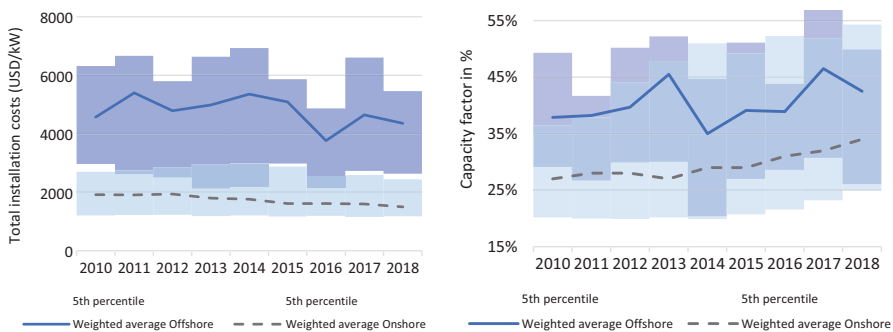 Total installation costs (USD/kW)
8000
6000
4000
2000
0
2010 2011 2012 2013 2014 2015 2016 2017 2018
5th percentile 5th percentile
Weighted average Offshore Weighted average Onshore
Capacity factor in %
55%
45%
35%
25%
15%
2010 2011 2012 2013 2014 2015 2016 2017 2018
5th percentile 5th percentile
Weighted average Offshore Weighted average Onshore